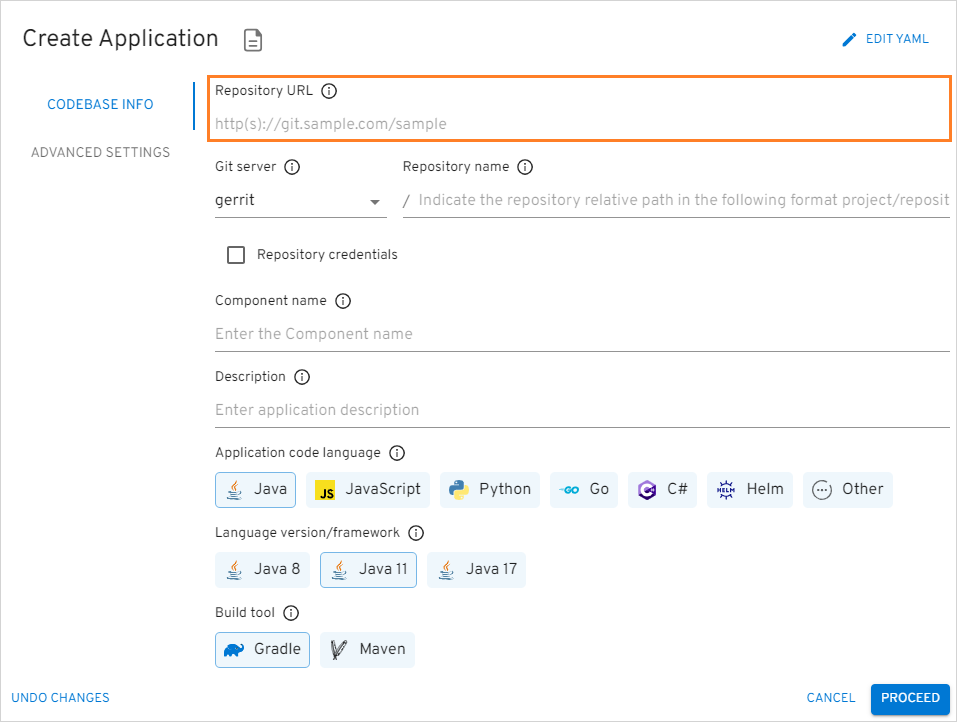 Create Application
EDIT YAML
CODEBASE INFO
ADVANCED SETTINGS
Repository URL
http(s)://git.sample.com/sample
Git server Repository name
gerrit / Indicate the repository relative path in the following format project/reposit
Repository credentials
Component name
Enter the Component name
Description
Enter application description
Application code language
Java JS JavaScript Python GO Go C# HELM Helm Other
Language version/framework
Java 8 Java 11 Java 17
Build tool
Gradle Maven
UNDO CHANGES CANCEL PROCEED